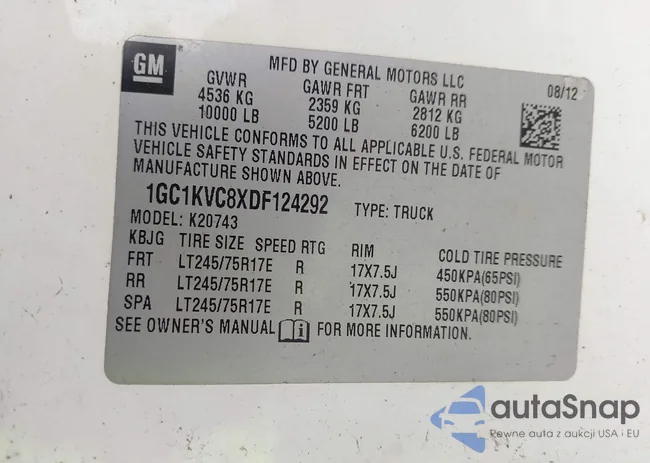 GM
MFD BY GENERAL MOTORS LLC
08/12
GVWR GAWR FRT GAWR RR
4536 KG 2359 KG 2812 KG
10000 LB 5200 LB 6200 LB
THIS VEHICLE CONFORMS TO ALL APPLICABLE U.S. FEDERAL MOTOR
VEHICLE SAFETY STANDARDS IN EFFECT ON THE DATE OF
MANUFACTURE SHOWN ABOVE.
1GC1KVC8XDF124292 TYPE: TRUCK
MODEL: K20743
KBJG TIRE SIZE SPEED RTG RIM COLD TIRE PRESSURE
FRT LT245/75R17E R 17X7.5J 450KPA(65PSI)
RR LT245/75R17E R 17X7.5J 550KPA(80PSI)
SPA LT245/75R17E R 17X7.5J 550KPA(80PSI)
SEE OWNER'S MANUAL i FOR MORE INFORMATION.
autaSnap
Pewne auta z aukcji USA i EU